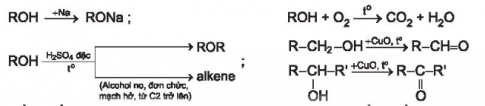 ROH +Na → RONa ;
ROH H₂SO₄ đặc t° → ROR
→ alkene ;
(Alcohol no, đơn chức,
mạch hở, từ C2 trở lên)
ROH + O₂ t° → CO₂ + H₂O
R–CH₂–OH +CuO, t° → R–CH=O
R–CH–R' +CuO, t° → R–C–R'
OH O